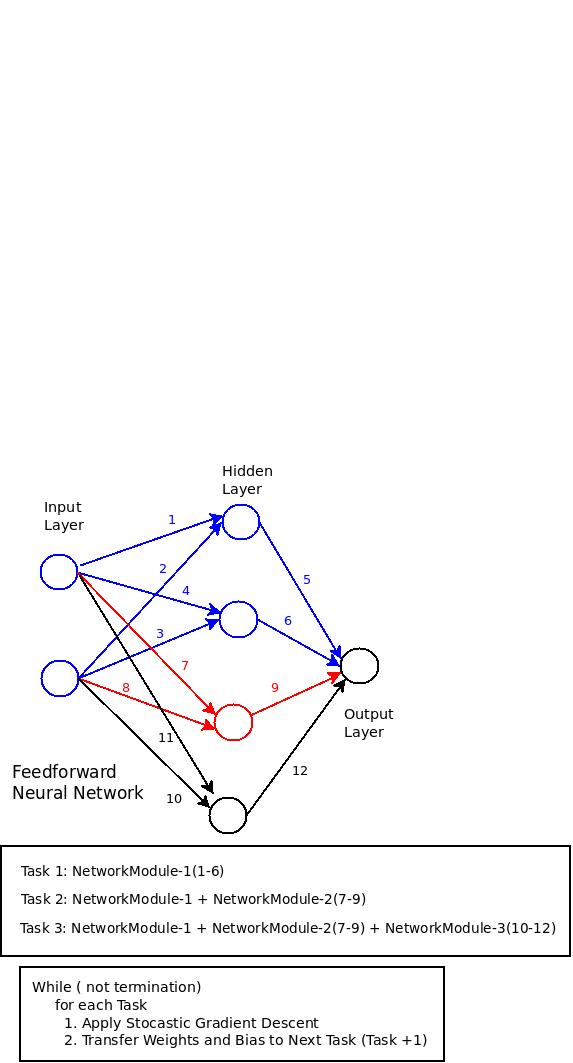 Hidden
Layer
Input
Layer
1
2
4
3
5
6
7
8
9
11
10
12
Output
Layer
Feedforward
Neural Network
Task 1: NetworkModule-1(1-6)
Task 2: NetworkModule-1 + NetworkModule-2(7-9)
Task 3: NetworkModule-1 + NetworkModule-2(7-9) + NetworkModule-3(10-12)
While ( not termination)
for each Task
1. Apply Stocastic Gradient Descent
2. Transfer Weights and Bias to Next Task (Task +1)